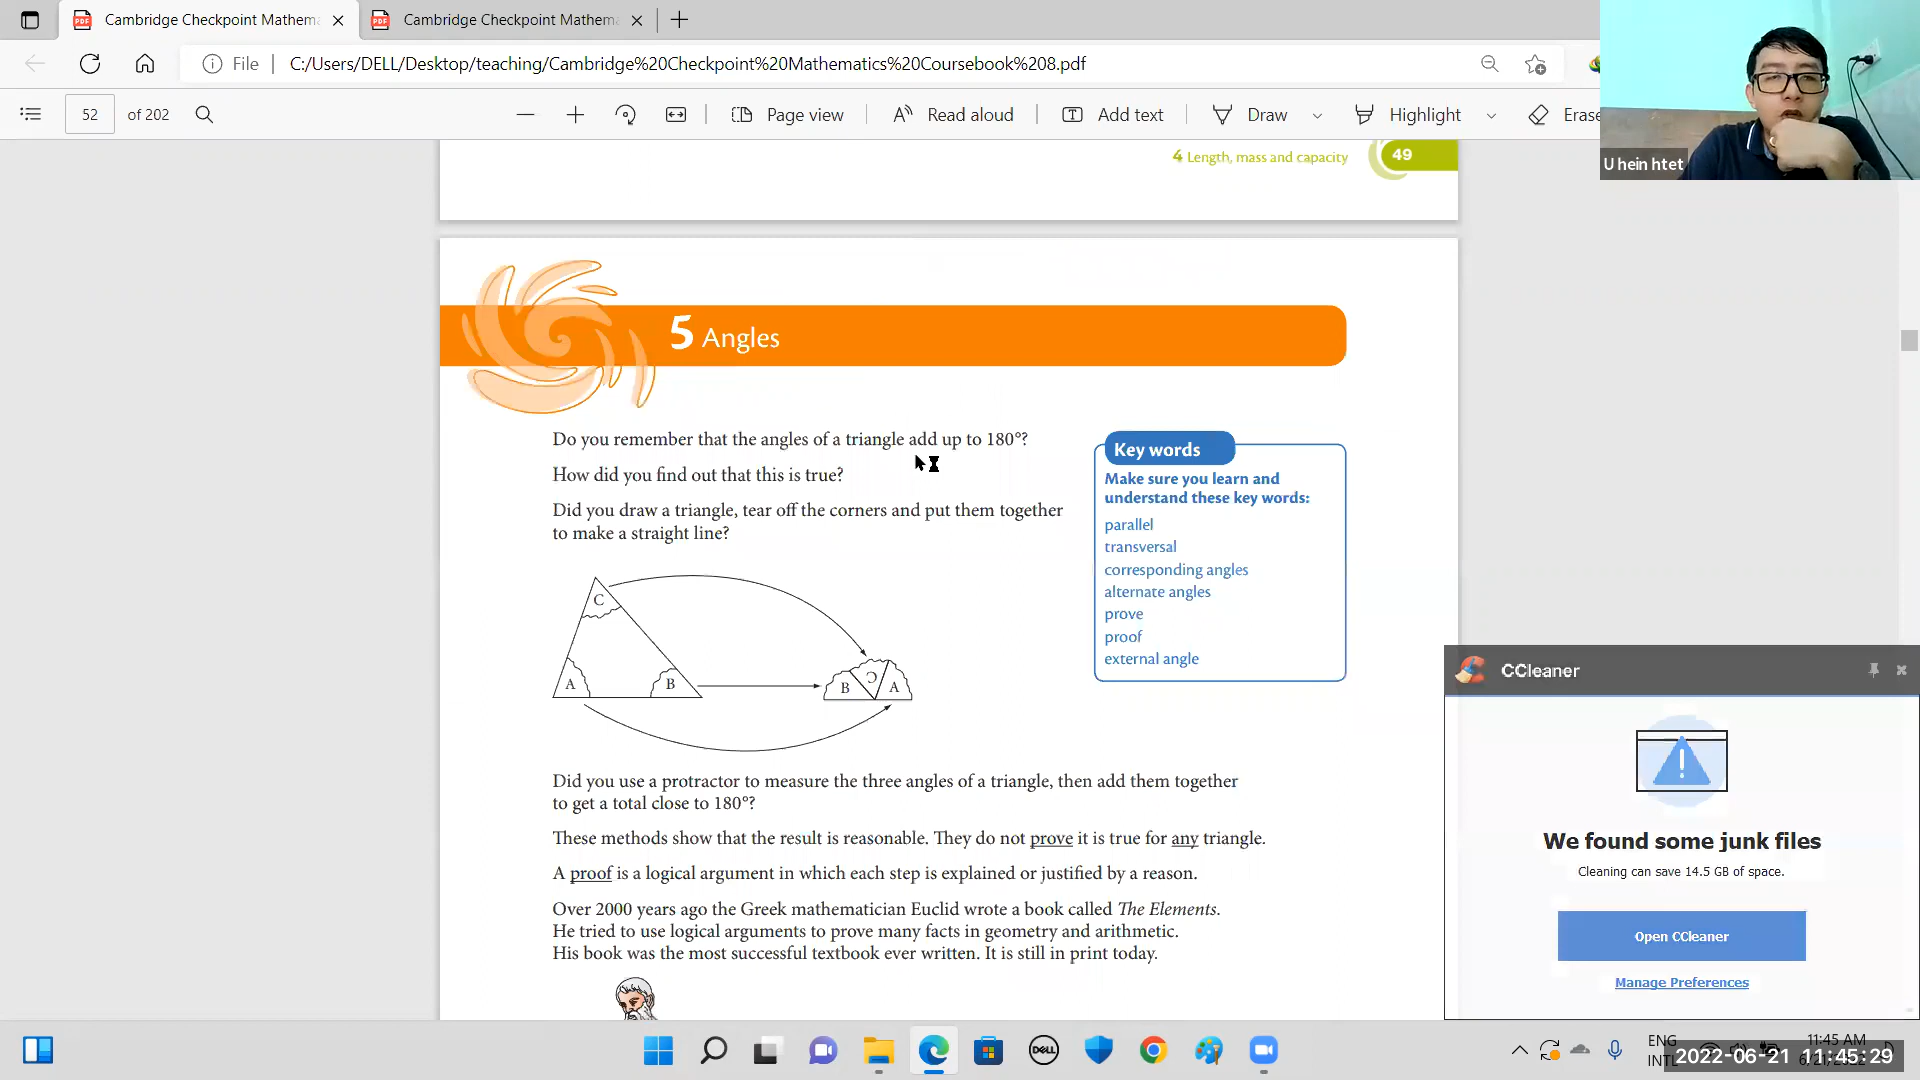 Cambridge Checkpoint Mathema
Cambridge Checkpoint Mathema
File
C:/Users/DELL/Desktop/teaching/Cambridge%20Checkpoint%20Mathematics%20Coursebook%208.pdf
52
of 202
Page view
Read aloud
Add text
Draw
Highlight
Erase
U hein htet
4 Length, mass and capacity
49
5 Angles
Do you remember that the angles of a triangle add up to 180°?
How did you find out that this is true?
Did you draw a triangle, tear off the corners and put them together
to make a straight line?
Key words
Make sure you learn and
understand these key words:
parallel
transversal
corresponding angles
alternate angles
prove
proof
external angle
C
A
B
B
C
A
Did you use a protractor to measure the three angles of a triangle, then add them together
to get a total close to 180°?
These methods show that the result is reasonable. They do not prove it is true for any triangle.
A proof is a logical argument in which each step is explained or justified by a reason.
Over 2000 years ago the Greek mathematician Euclid wrote a book called The Elements.
He tried to use logical arguments to prove many facts in geometry and arithmetic.
His book was the most successful textbook ever written. It is still in print today.
CCleaner
We found some junk files
Cleaning can save 14.5 GB of space.
Open CCleaner
Manage Preferences
DELL
ENG
INTL
11:45 AM
2022-06-21 11:45:29